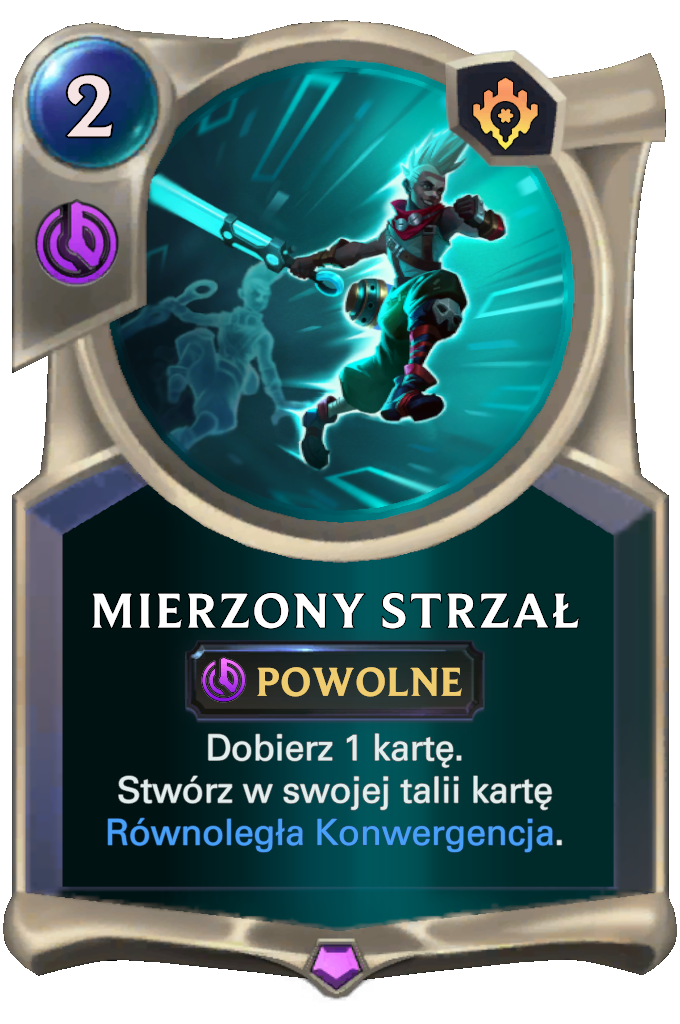 2
MIERZONY STRZAŁ
POWOLNE
Dobierz 1 kartę.
Stwórz w swojej talii kartę
Równoległa Konwergencja.